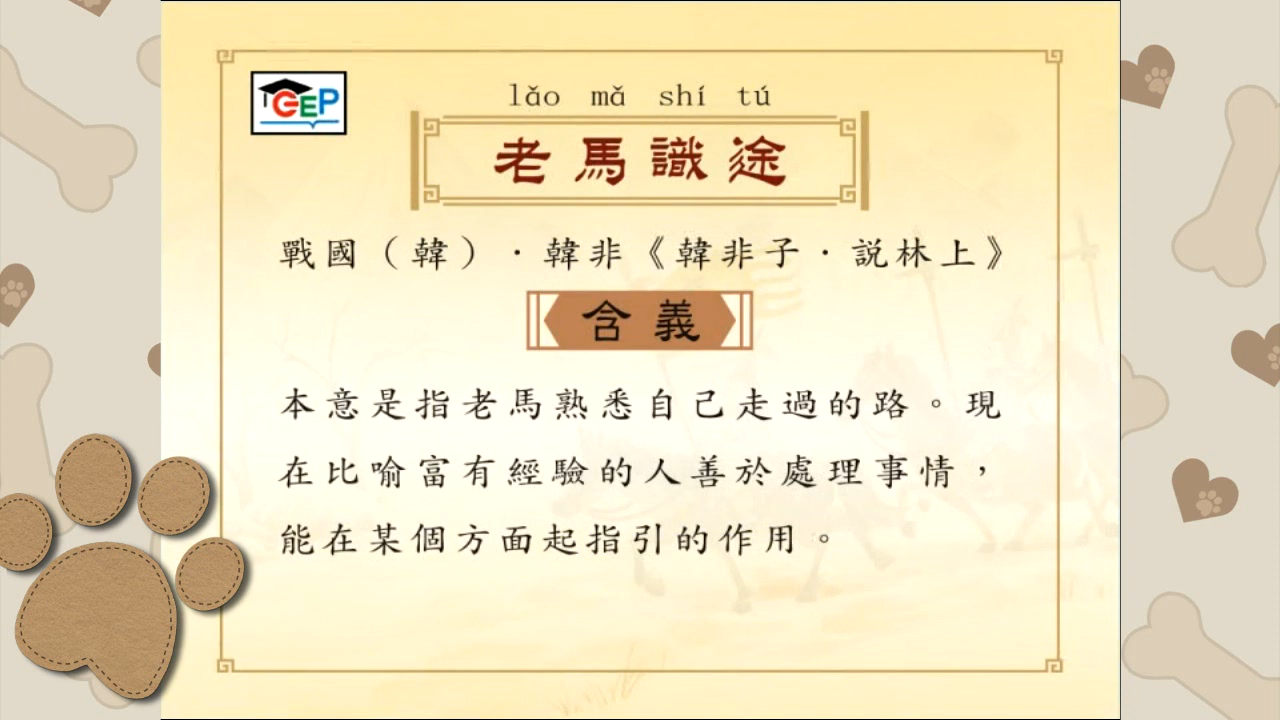 GEP
lǎo mǎ shí tú
老馬識途
戰國（韓）·韓非《韓非子·説林上》
含義
本意是指老馬熟悉自己走過的路。現
在比喻富有經驗的人善於處理事情，
能在某個方面起指引的作用。